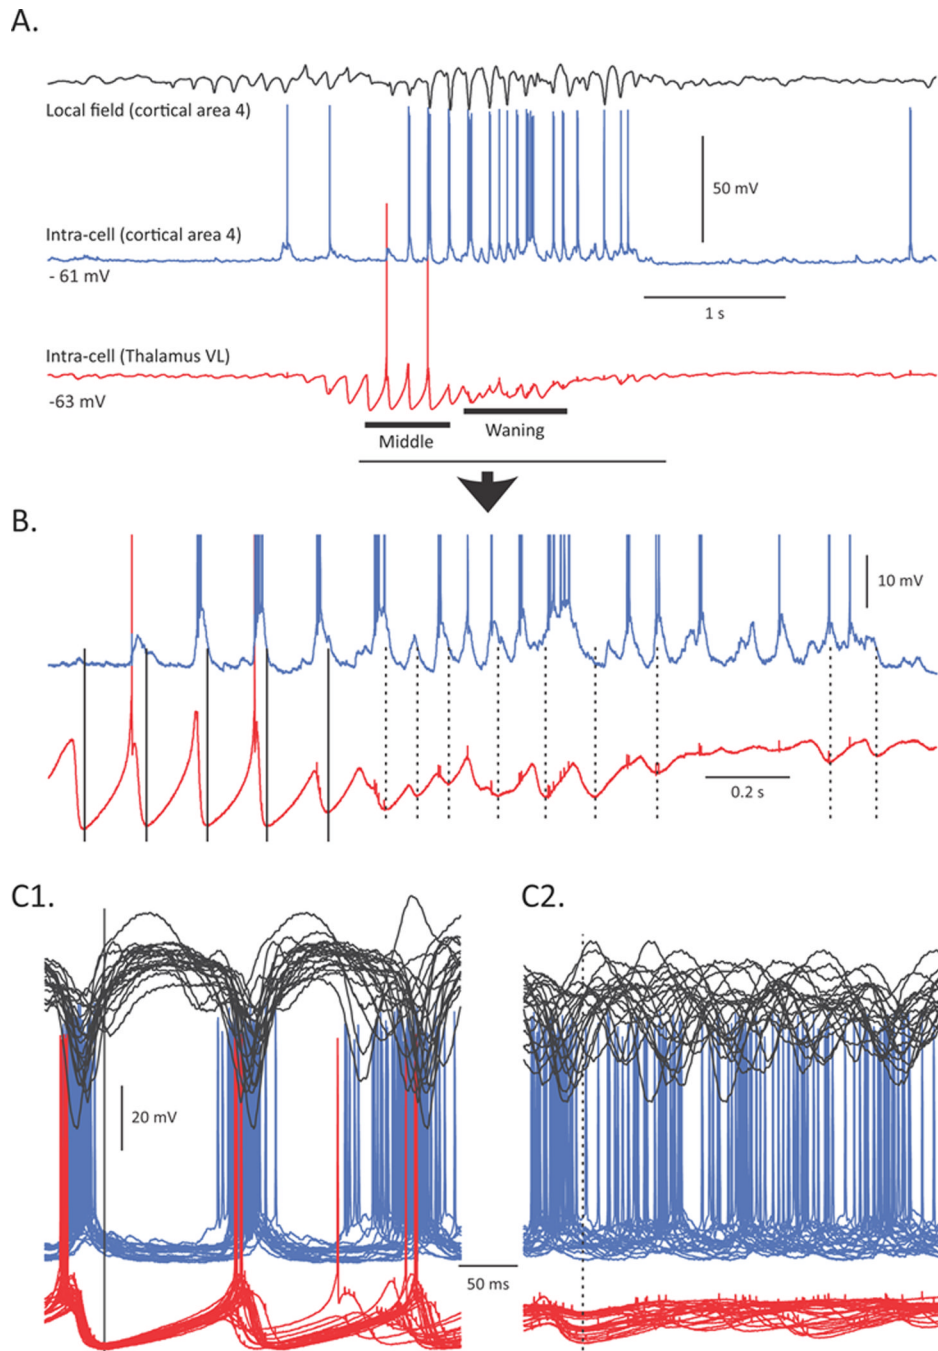 A.
Local field (cortical area 4)
50 mV
Intra-cell (cortical area 4)
- 61 mV
1 s
Intra-cell (Thalamus VL)
-63 mV
Middle
Waning
B.
10 mV
0.2 s
C1.
C2.
20 mV
50 ms